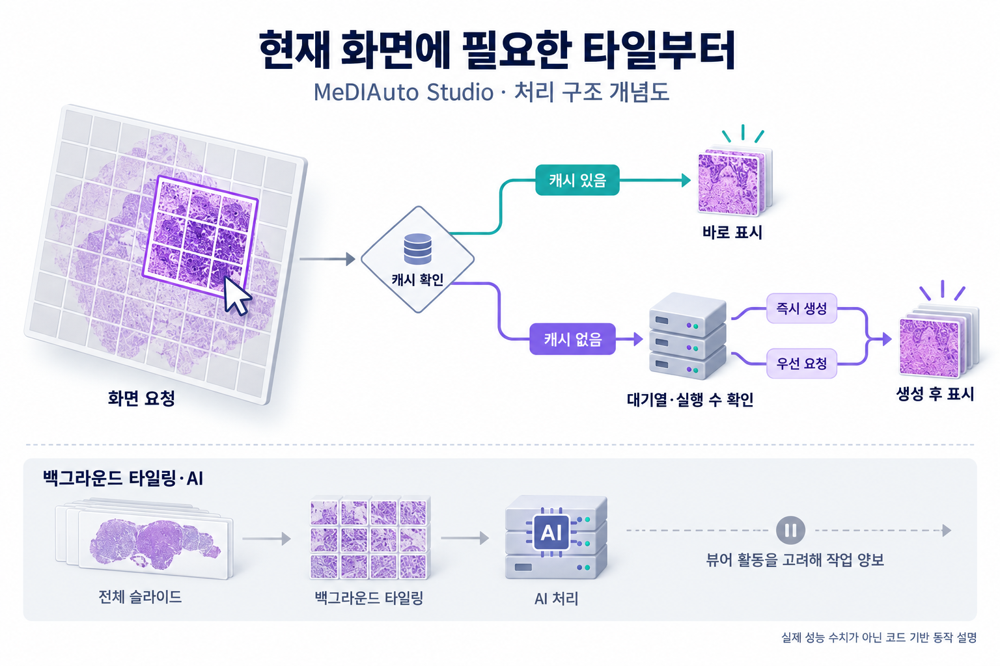 현재 화면에 필요한 타일부터
MeDIAuto Studio · 처리 구조 개념도
화면 요청
캐시 확인
캐시 있음
바로 표시
캐시 없음
대기열·실행 수 확인
즉시 생성
우선 요청
생성 후 표시
백그라운드 타일링·AI
전체 슬라이드
백그라운드 타일링
AI
AI 처리
뷰어 활동을 고려해 작업 양보
실제 성능 수치가 아닌 코드 기반 동작 설명